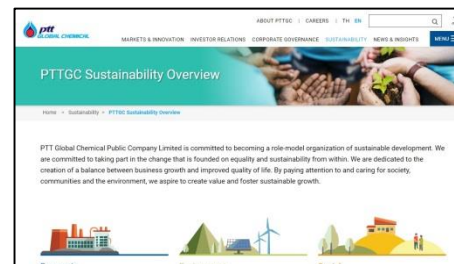 ABOUT PTTGC | CAREERS | TH EN
ptt
GLOBAL CHEMICAL
MARKETS & INNOVATION INVESTOR RELATIONS CORPORATE GOVERNANCE SUSTAINABILITY NEWS & INSIGHTS MENU
PTTGC Sustainability Overview
Home Sustainability PTTGC Sustainability Overview
PTT Global Chemical Public Company Limited is committed to becoming a role-model organization of sustainable development. We
are committed to taking part in the change that is founded on equality and sustainability from within. We are dedicated to the
creation of a balance between business growth and improved quality of life. By paying attention to and caring for society,
communities and the environment, we aspire to create value and foster sustainable growth.